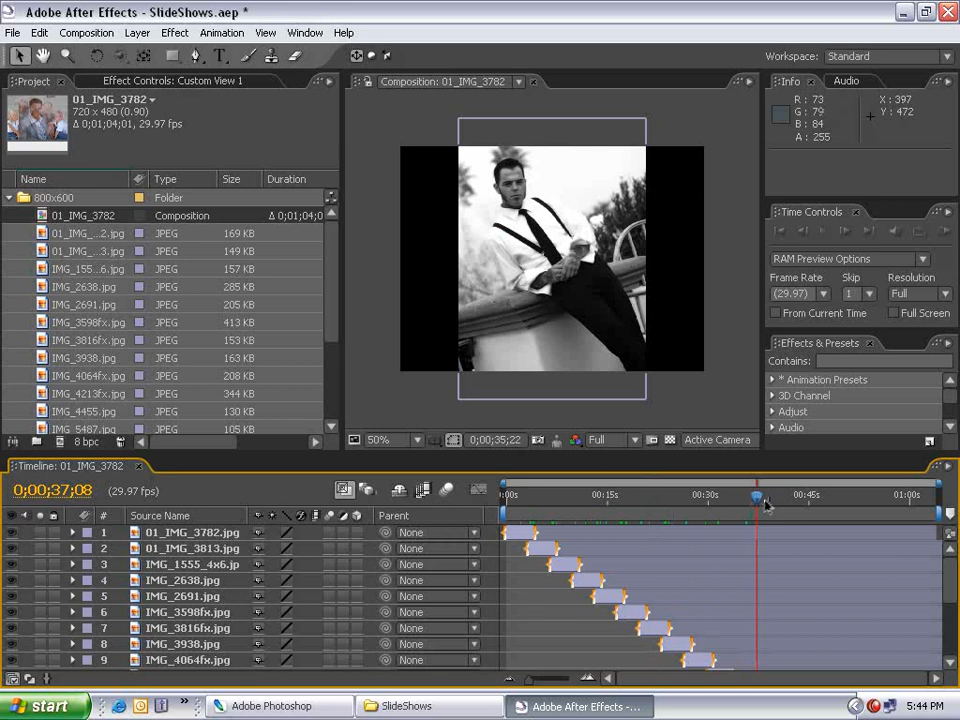 Adobe After Effects - SlideShows.aep *
File Edit Composition Layer Effect Animation View Window Help
Workspace: Standard
Project Effect Controls: Custom View 1
01_IMG_3782
720 x 480 (0.90)
Δ 0;01;04;01, 29.97 fps
Name Type Size Duration
800x600 Folder
01_IMG_3782 Composition Δ 0;01;04;0
01_IMG_...2.jpg JPEG 169 KB
01_IMG_...3.jpg JPEG 149 KB
IMG_155...6.jpg JPEG 157 KB
IMG_2638.jpg JPEG 285 KB
IMG_2691.jpg JPEG 205 KB
IMG_3598fx.jpg JPEG 413 KB
IMG_3816fx.jpg JPEG 153 KB
IMG_3938.jpg JPEG 163 KB
IMG_4064fx.jpg JPEG 208 KB
IMG_4213fx.jpg JPEG 344 KB
IMG_4455.jpg JPEG 130 KB
IMG_5487.jpg JPEG 105 KB
8 bpc
Composition: 01_IMG_3782
50% 0;00;35;22 Full Active Camera
Info Audio
R : 73 X : 397
G : 79 Y : 472
B : 84
A : 255
Time Controls
RAM Preview Options
Frame Rate Skip Resolution
(29.97) 1 Full
From Current Time Full Screen
Effects & Presets
Contains:
* Animation Presets
3D Channel
Adjust
Audio
Timeline: 01_IMG_3782
0;00;37;08 (29.97 fps)
:00s 00:15s 00:30s 00:45s 01:00s
# Source Name Parent
1 01_IMG_3782.jpg None
2 01_IMG_3813.jpg None
3 IMG_1555_4x6.jp None
4 IMG_2638.jpg None
5 IMG_2691.jpg None
6 IMG_3598fx.jpg None
7 IMG_3816fx.jpg None
8 IMG_3938.jpg None
9 IMG_4064fx.jpg None
start Adobe Photoshop SlideShows Adobe After Effects -... 5:44 PM